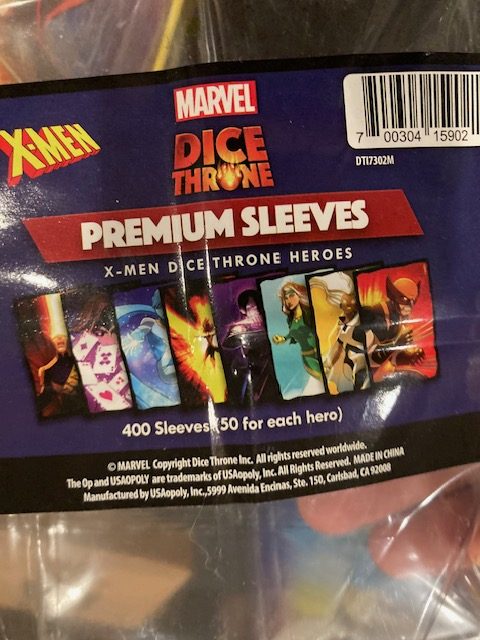 X-MEN
MARVEL
DICE
THRONE
7 00304 15902
DTI7302M
PREMIUM SLEEVES
X-MEN DICE THRONE HEROES
400 Sleeves (50 for each hero)
© MARVEL Copyright Dice Throne Inc. All rights reserved worldwide.
The Op and USAOPOLY are trademarks of USAopoly, Inc. All Rights Reserved. MADE IN CHINA
Manufactured by USAopoly, Inc., 5999 Avenida Encinas, Ste. 150, Carlsbad, CA 92008